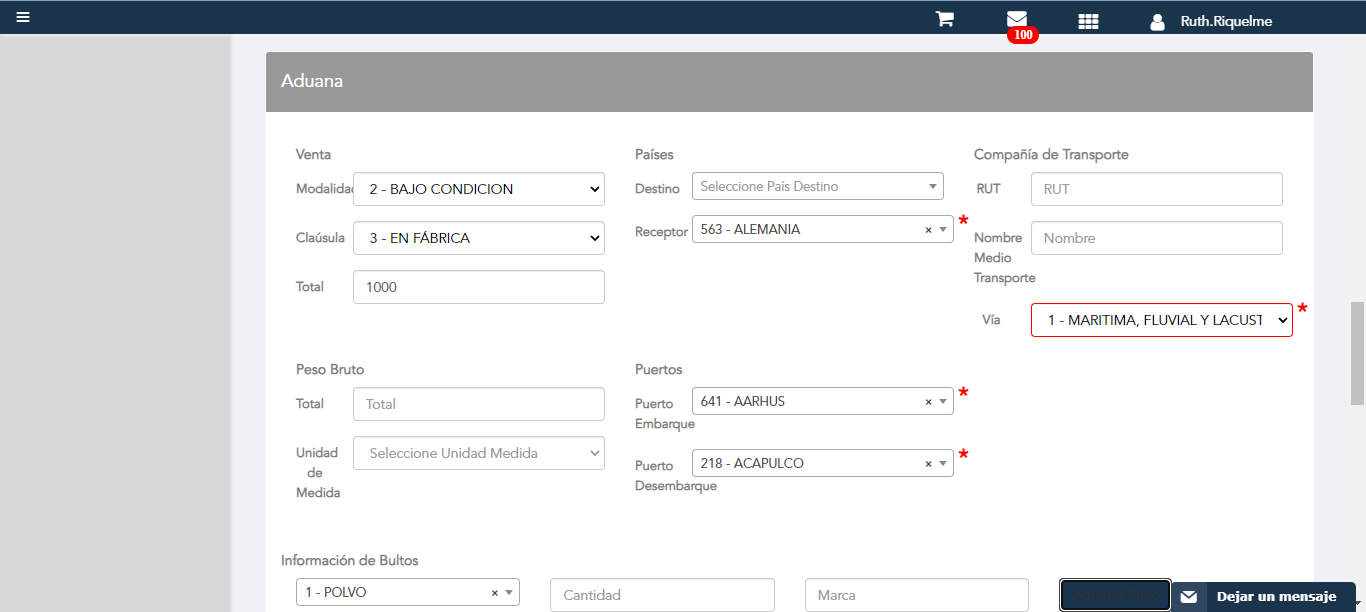 Ruth.Riquelme
100
Aduana
Venta
Países
Compañía de Transporte
Modalidad 2 - BAJO CONDICION
Destino Seleccione País Destino
RUT RUT
Claúsula 3 - EN FÁBRICA
Receptor 563 - ALEMANIA × *
Nombre Medio Transporte Nombre
Total 1000
Vía 1 - MARITIMA, FLUVIAL Y LACUST *
Peso Bruto
Puertos
Total Total
Puerto Embarque 641 - AARHUS × *
Unidad de Medida Seleccione Unidad Medida
Puerto Desembarque 218 - ACAPULCO × *
Información de Bultos
1 - POLVO × Cantidad Marca
Dejar un mensaje